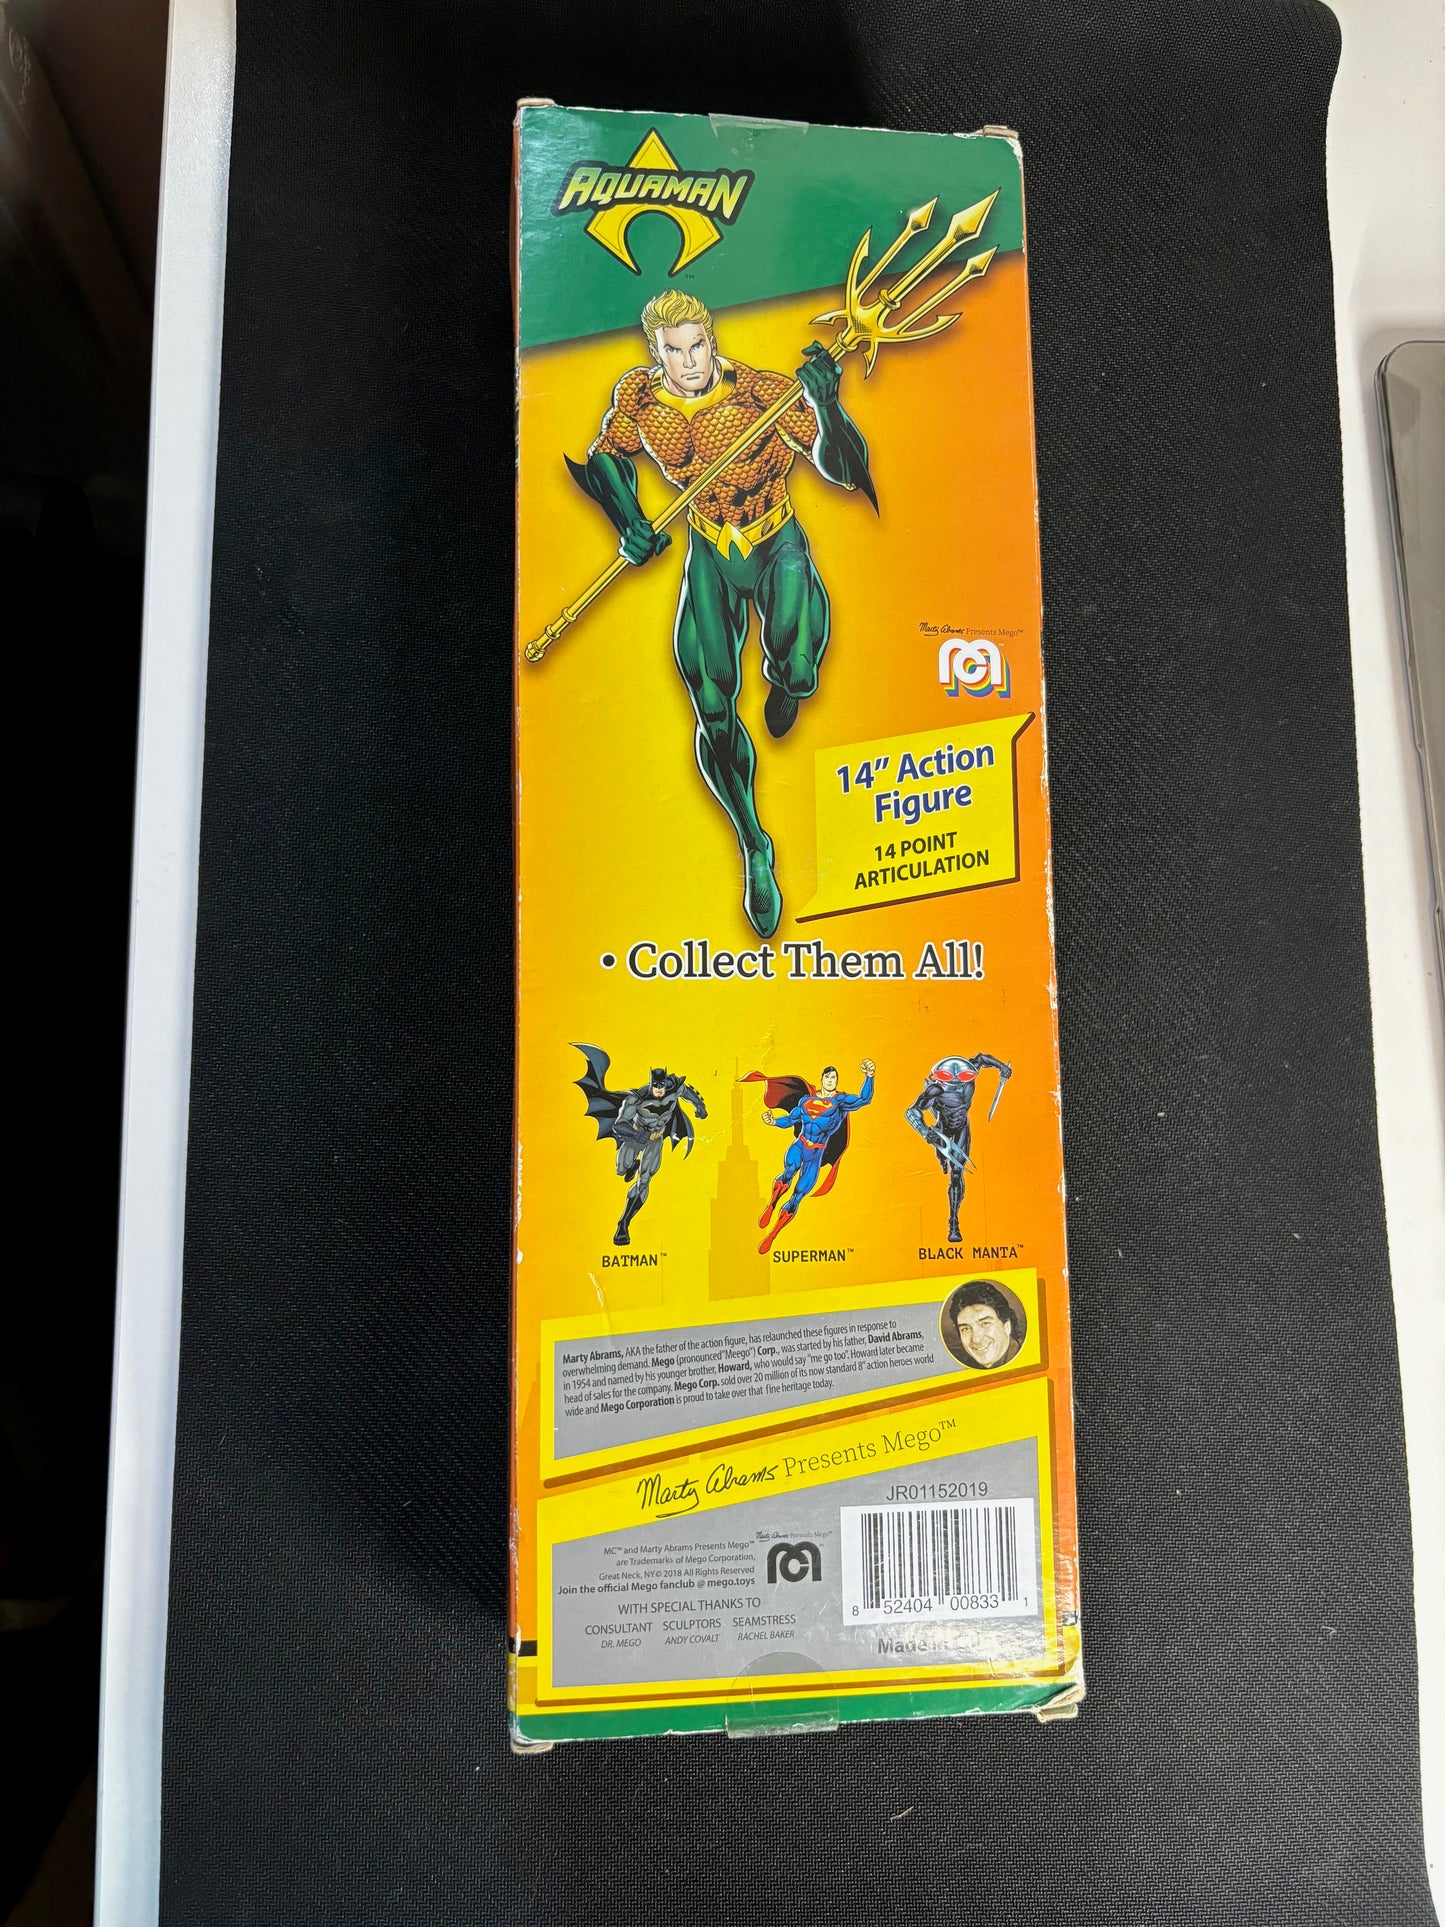 AQUAMAN
TM
Marty Abrams Presents Mego™
14" Action
Figure
14 POINT
ARTICULATION
• Collect Them All!
BATMAN™
SUPERMAN™
BLACK MANTA™
Marty Abrams, AKA the father of the action figure, has relaunched these figures in response to
overwhelming demand. Mego (pronounced "Meego") Corp., was started by his father, David Abrams,
in 1954 and named by his younger brother, Howard, who would say "me go too". Howard later became
head of sales for the company. Mego Corp. sold over 20 million of its now standard 8" action heroes world
wide and Mego Corporation is proud to take over that fine heritage today.
Marty Abrams Presents Mego™
JR01152019
MC™ and Marty Abrams Presents Mego™
are Trademarks of Mego Corporation,
Great Neck, NY© 2018 All Rights Reserved
Join the official Mego fanclub @ mego.toys
Marty Abrams Presents Mego™
WITH SPECIAL THANKS TO
CONSULTANT SCULPTORS SEAMSTRESS
DR. MEGO ANDY COVALT RACHEL BAKER
8 52404 00833 1
Made in